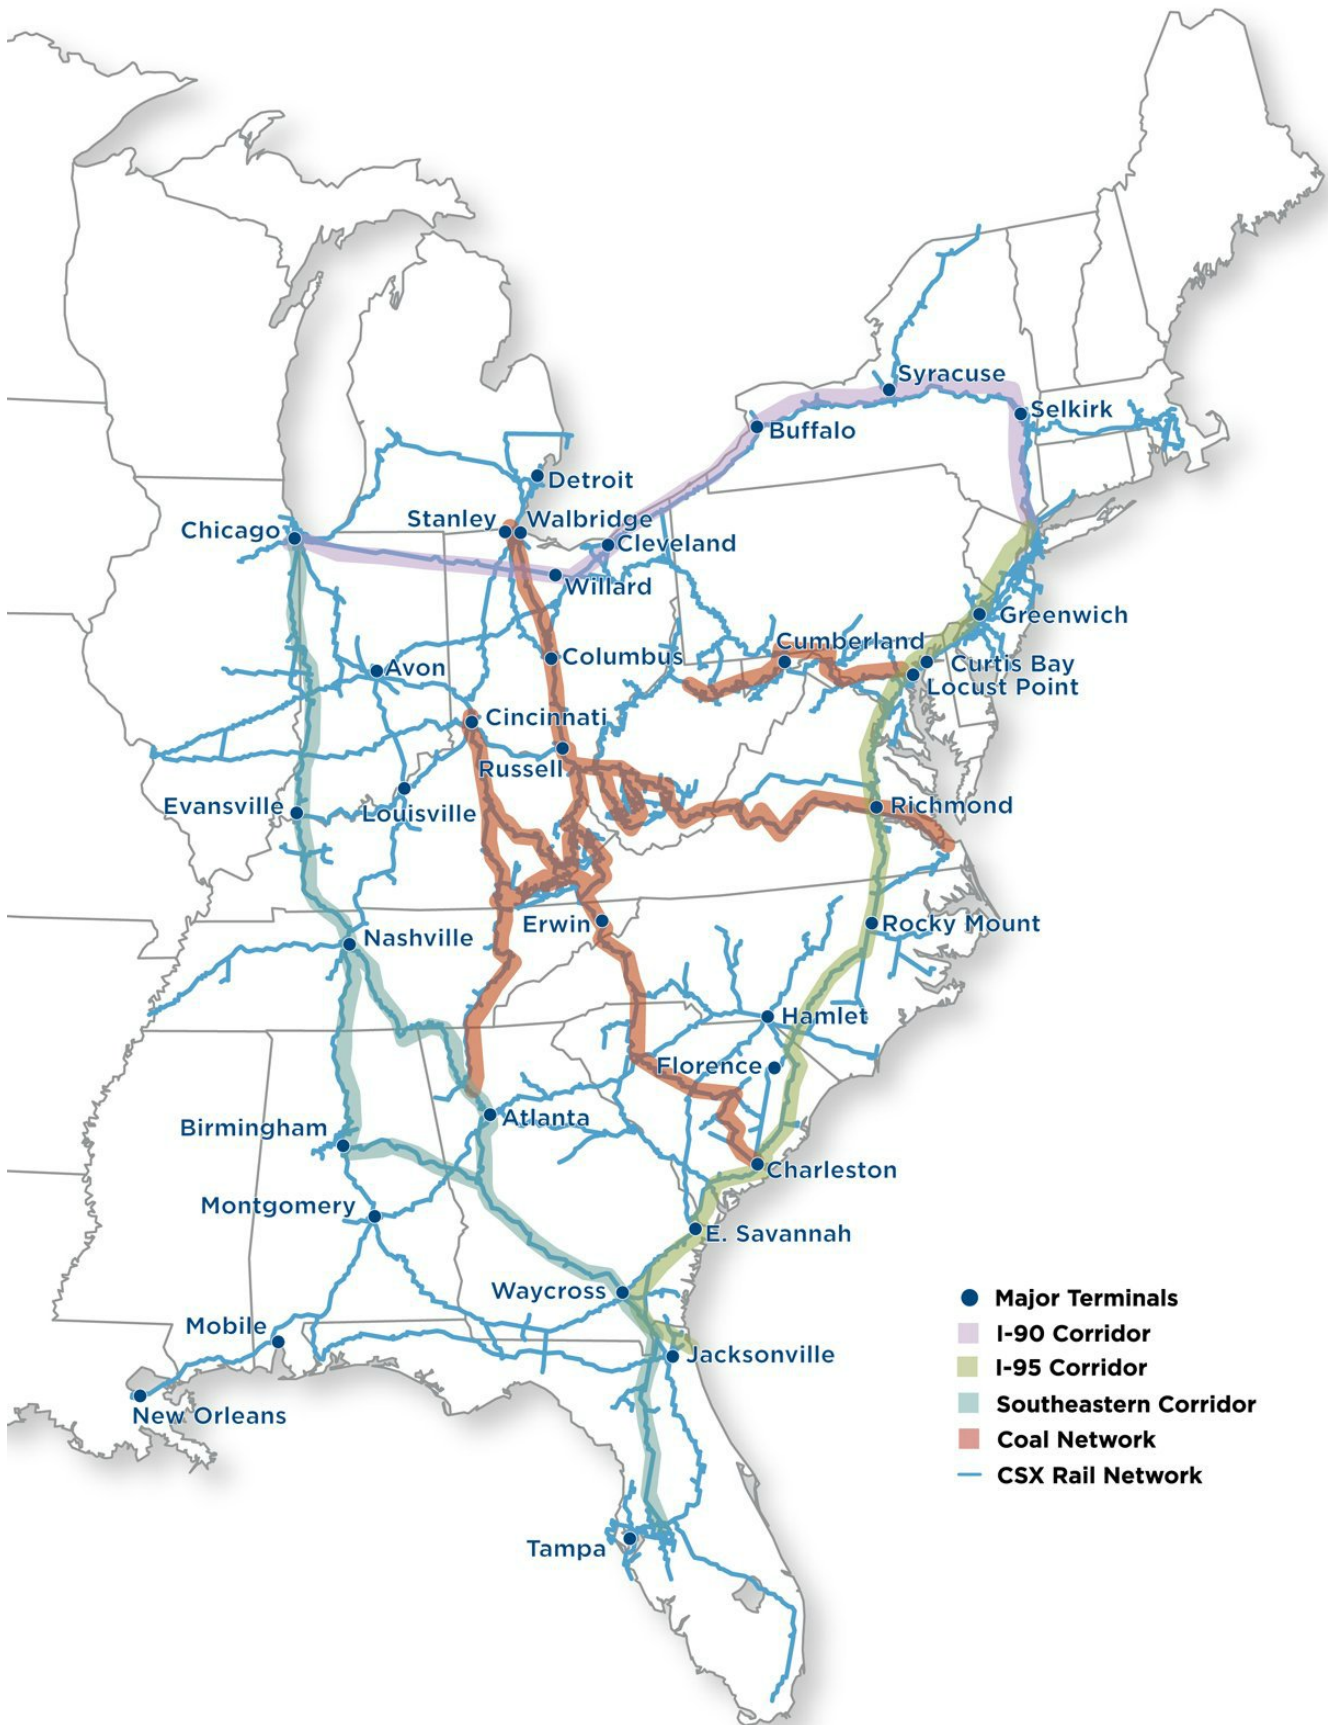 Syracuse
Selkirk
Buffalo
Detroit
Stanley
Walbridge
Chicago
Cleveland
Willard
Greenwich
Cumberland
Columbus
Avon
Curtis Bay
Locust Point
Cincinnati
Russell
Evansville
Louisville
Richmond
Erwin
Rocky Mount
Nashville
Hamlet
Florence
Birmingham
Atlanta
Charleston
Montgomery
E. Savannah
Waycross
Mobile
Jacksonville
New Orleans
Tampa
Major Terminals
I-90 Corridor
I-95 Corridor
Southeastern Corridor
Coal Network
CSX Rail Network